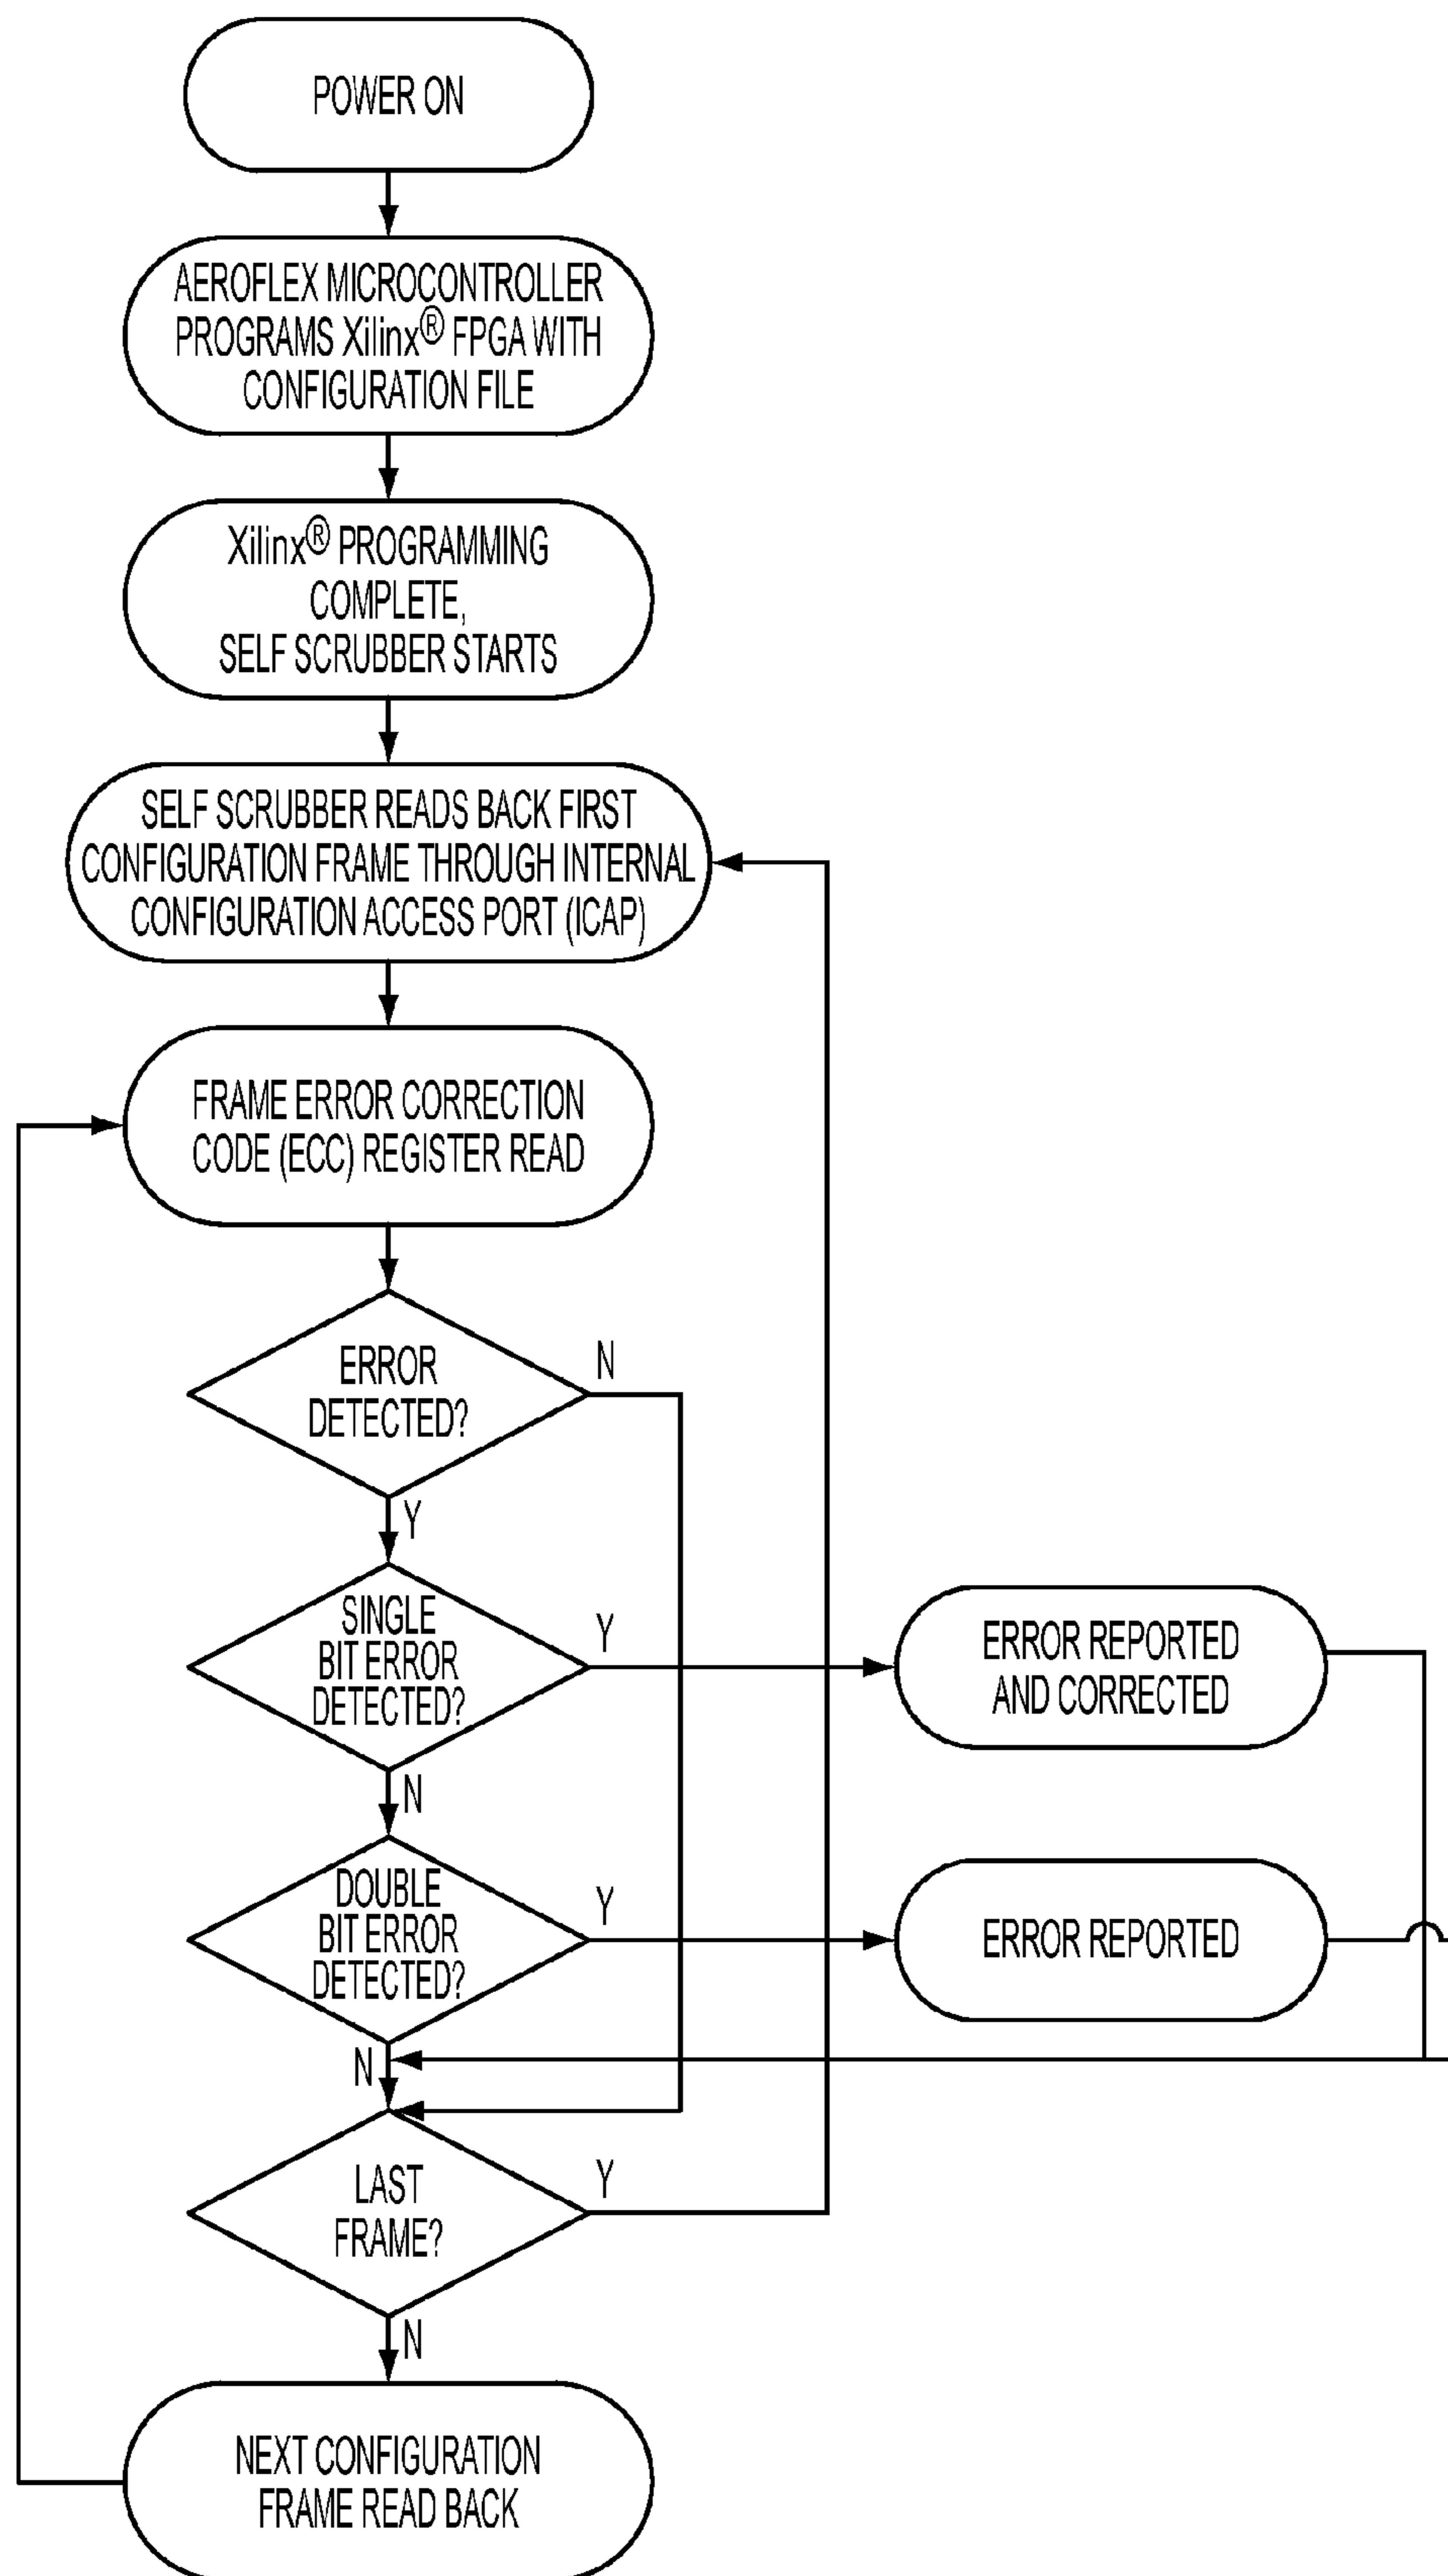 POWER ON
AEROFLEX MICROCONTROLLER
PROGRAMS Xilinx® FPGA WITH
CONFIGURATION FILE
Xilinx® PROGRAMMING
COMPLETE,
SELF SCRUBBER STARTS
SELF SCRUBBER READS BACK FIRST
CONFIGURATION FRAME THROUGH INTERNAL
CONFIGURATION ACCESS PORT (ICAP)
FRAME ERROR CORRECTION
CODE (ECC) REGISTER READ
ERROR
DETECTED?
N
Y
SINGLE
BIT ERROR
DETECTED?
Y
ERROR REPORTED
AND CORRECTED
N
DOUBLE
BIT ERROR
DETECTED?
Y
ERROR REPORTED
N
LAST
FRAME?
Y
N
NEXT CONFIGURATION
FRAME READ BACK